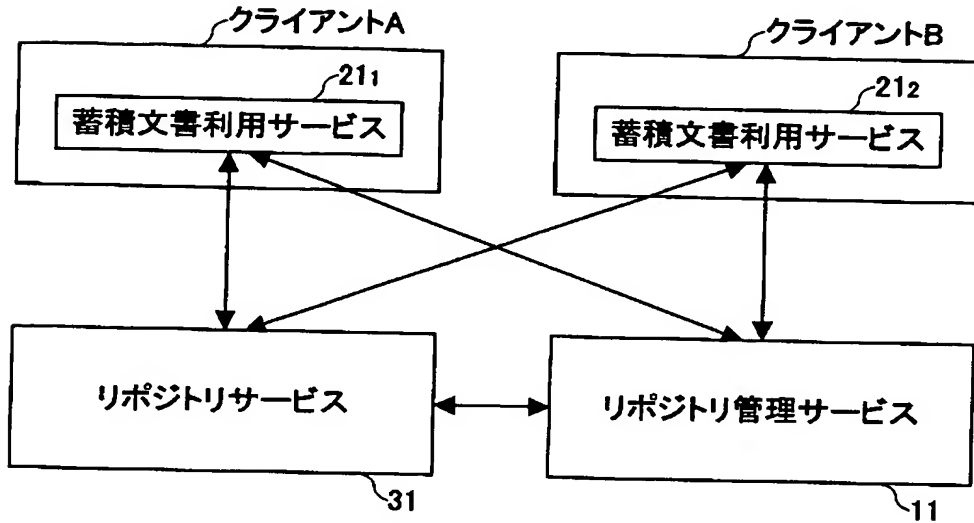 クライアントA
クライアントB
21₁
21₂
蓄積文書利用サービス
蓄積文書利用サービス
リポジトリサービス
リポジトリ管理サービス
31
11